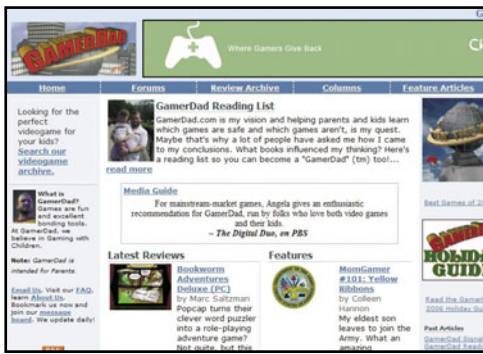 GAMERDAD
Where Gamers Give Back
Home
Forums
Review Archive
Columns
Feature Articles
Looking for the
perfect
videogame for
your kids?
Search our
videogame
archive.
What is
GamerDad?
Games are fun
and excellent
bonding tools.
At GamerDad, we
believe in Gaming with
Children.
Note: GamerDad is
intended for Parents.
Email Us. Visit our FAQ,
learn About Us.
Bookmark us now and
join our message
board. We update daily!
GamerDad Reading List
GamerDad.com is my vision and helping parents and kids learn
which games are safe and which games aren't, is my quest.
Maybe that's why a lot of people have asked me how I came
to my conclusions. What books influenced my thinking? Here's
a reading list so you can become a "GamerDad" (tm) too!...
read more
Media Guide
For mainstream-market games, Angela gives an enthusiastic
recommendation for GamerDad, run by folks who love both video games
and their kids.
– The Digital Duo, on PBS
Latest Reviews
Bookworm
Adventures
Deluxe (PC)
by Marc Saltzman
Popcap turns their
clever word puzzler
into a role-playing
adventure game?
Not quite, but this
Features
MomGamer
#101: Yellow
Ribbons
by Colleen
Hannon
My eldest son
leaves to join the
Army. What an
amazing
Best Games of 20
GAMERDAD
HOLIDAY
GUIDE
Read the Gamer
2006 Holiday Gu
Past Articles
GamerDad Signa
GamerDad Read